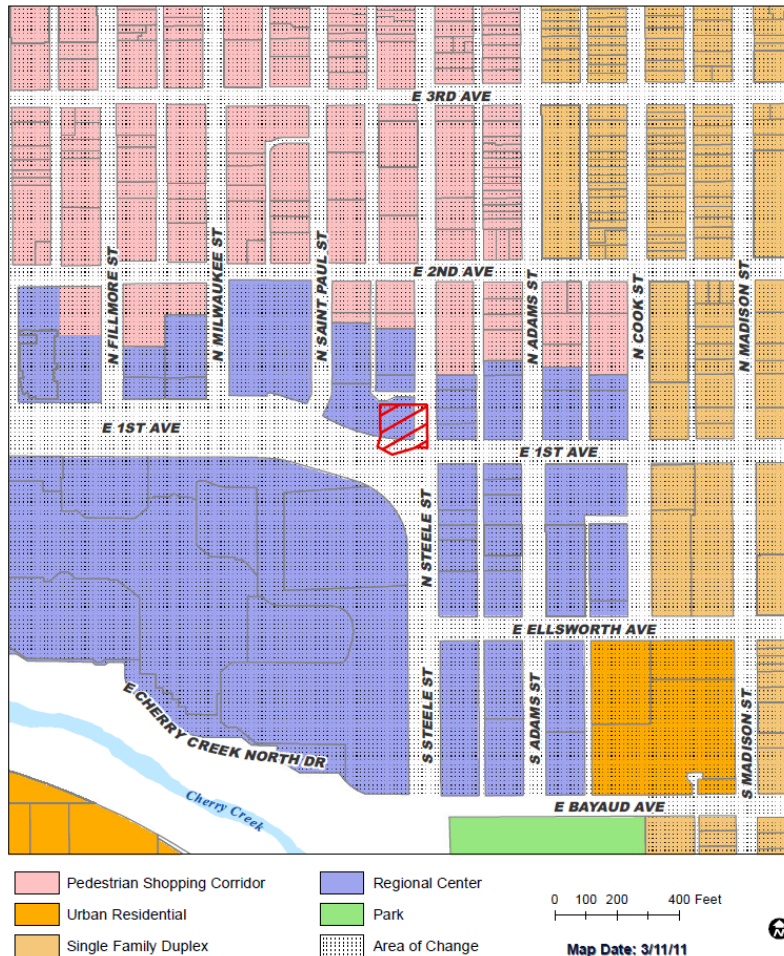 E 3RD AVE
N FILLMORE ST
N MILWAUKEE ST
N SAINT PAUL ST
E 2ND AVE
N ADAMS ST
N COOK ST
N MADISON ST
E 1ST AVE
E 1ST AVE
N STEELE ST
E ELLSWORTH AVE
S STEELE ST
S ADAMS ST
S MADISON ST
E CHERRY CREEK NORTH DR
Cherry Creek
E BAYAUD AVE
Pedestrian Shopping Corridor
Regional Center
0 100 200 400 Feet
Urban Residential
Park
Single Family Duplex
Area of Change
Map Date: 3/11/11
N